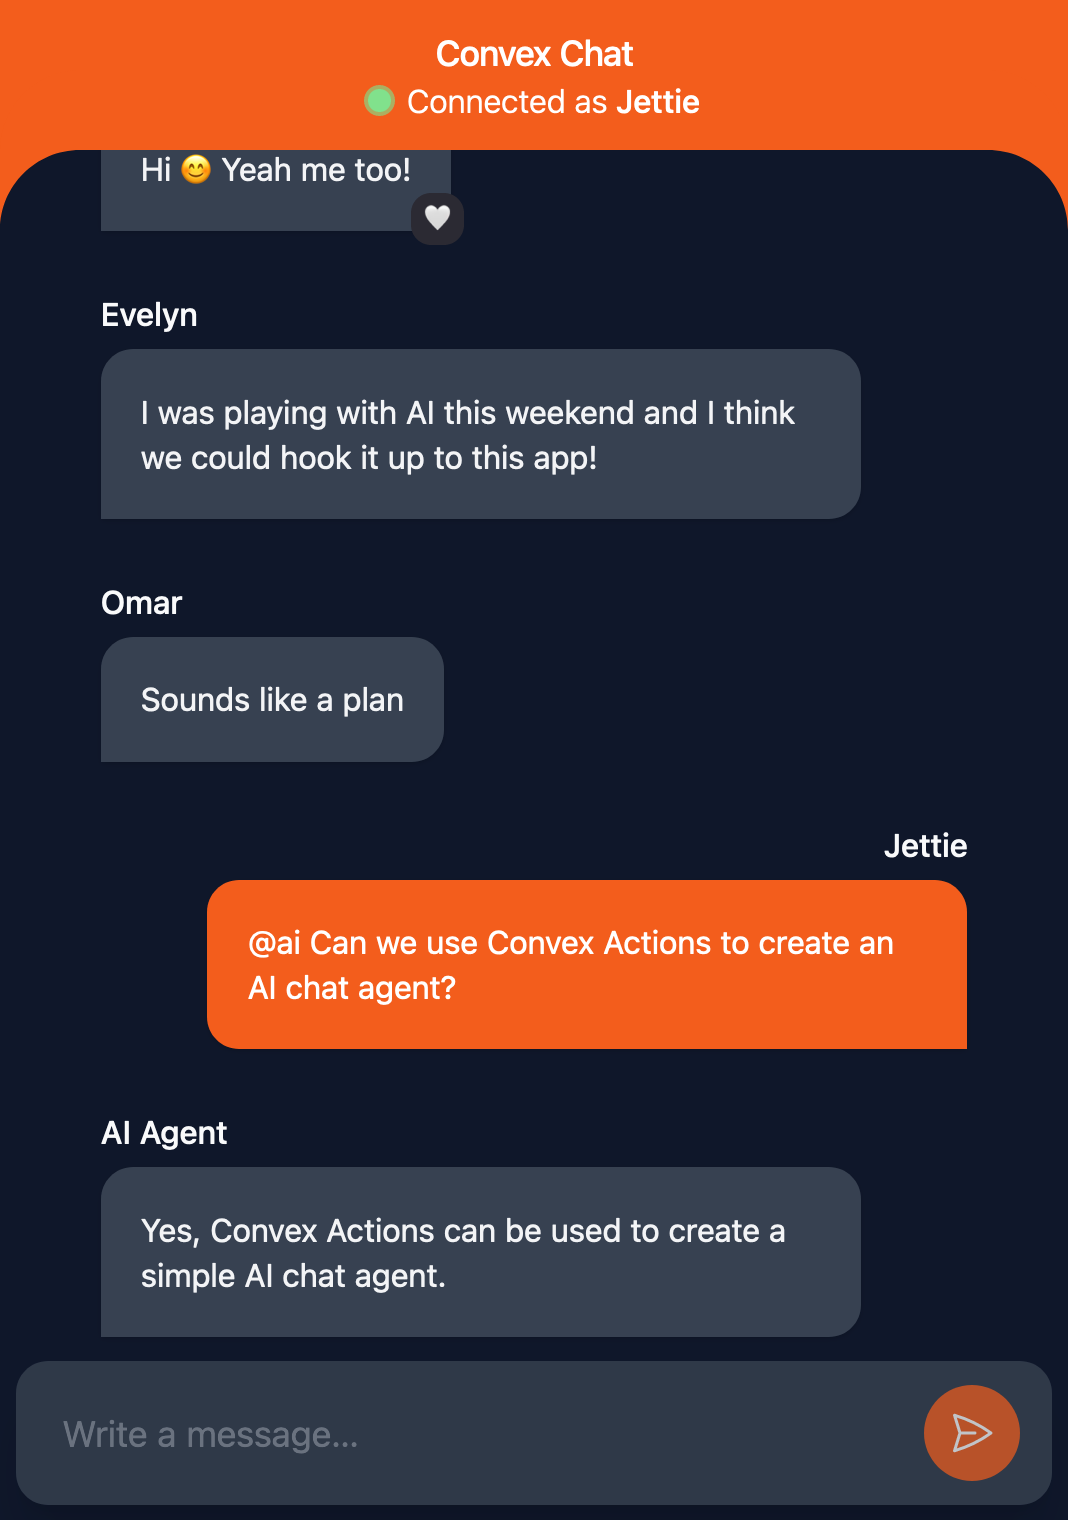 Convex Chat
Connected as Jettie
Hi 😊 Yeah me too!
Evelyn
I was playing with AI this weekend and I think
we could hook it up to this app!
Omar
Sounds like a plan
Jettie
@ai Can we use Convex Actions to create an
AI chat agent?
AI Agent
Yes, Convex Actions can be used to create a
simple AI chat agent.
Write a message...